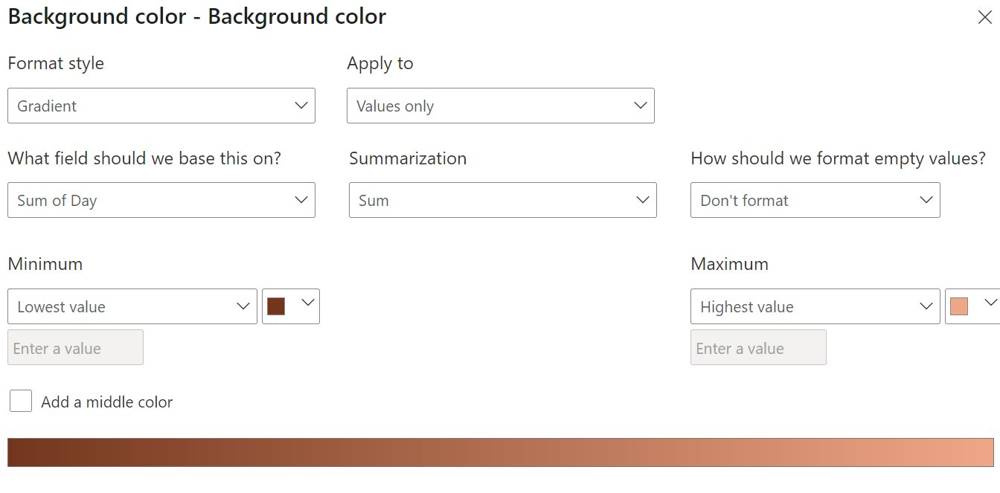 Background color - Background color
Format style
Apply to
Gradient
Values only
What field should we base this on?
Summarization
How should we format empty values?
Sum of Day
Sum
Don't format
Minimum
Maximum
Lowest value
Highest value
Enter a value
Enter a value
Add a middle color